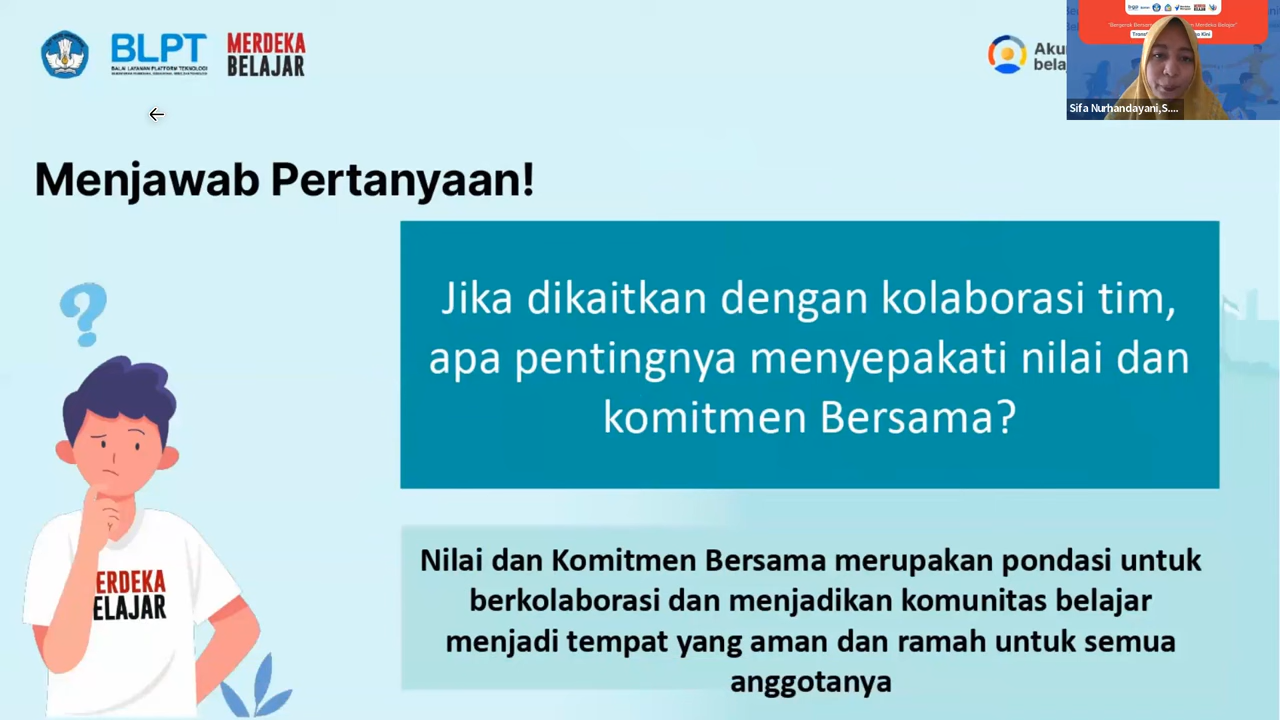 BLPT
BALAI LAYANAN PLATFORM TEKNOLOGI
MERDEKA
BELAJAR
Sifa Nurhandayani,S....
Menjawab Pertanyaan!
Jika dikaitkan dengan kolaborasi tim,
apa pentingnya menyepakati nilai dan
komitmen Bersama?
?
ERDEKA
ELAJAR
Nilai dan Komitmen Bersama merupakan pondasi untuk
berkolaborasi dan menjadikan komunitas belajar
menjadi tempat yang aman dan ramah untuk semua
anggotanya